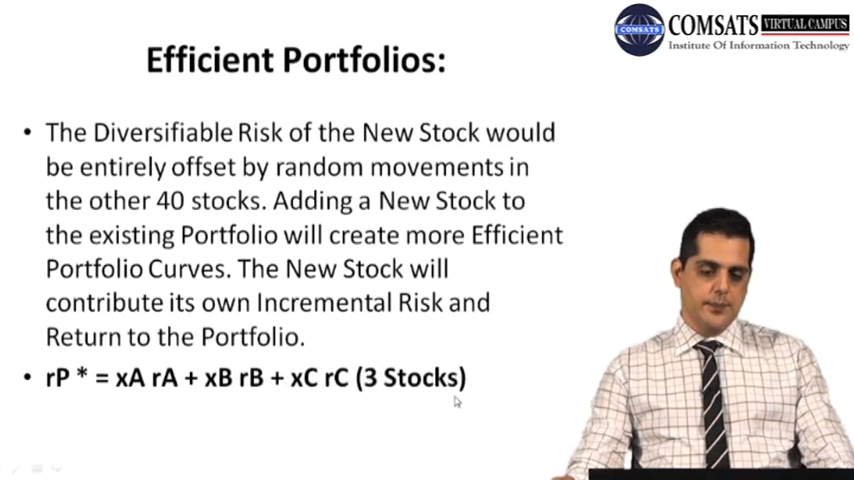 COMSATS VIRTUAL CAMPUS
Institute Of Information Technology
COMSATS
Efficient Portfolios:
• The Diversifiable Risk of the New Stock would
be entirely offset by random movements in
the other 40 stocks. Adding a New Stock to
the existing Portfolio will create more Efficient
Portfolio Curves. The New Stock will
contribute its own Incremental Risk and
Return to the Portfolio.
• rP * = xA rA + xB rB + xC rC (3 Stocks)